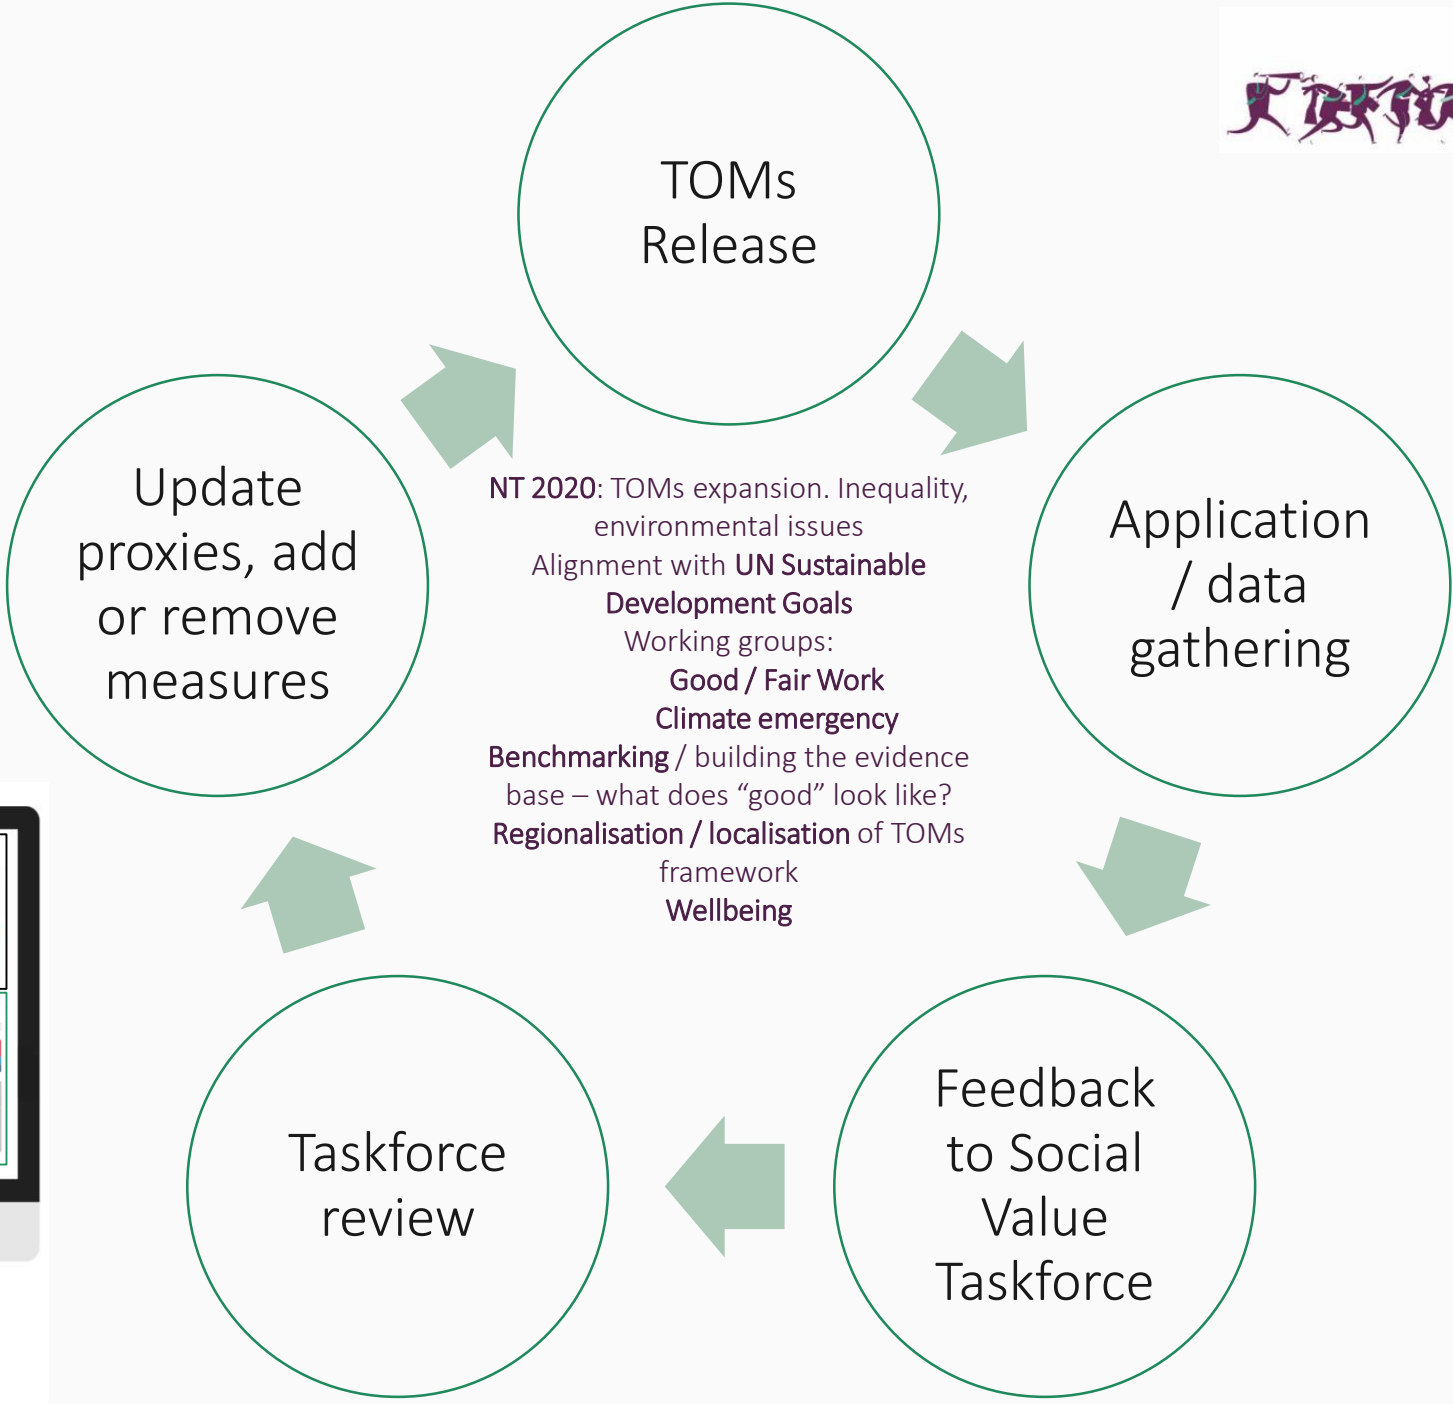 TOMs
Release
Application
/ data
gathering
Feedback
to Social
Value
Taskforce
Taskforce
review
Update
proxies, add
or remove
measures
NT 2020: TOMs expansion. Inequality,
environmental issues
Alignment with UN Sustainable
Development Goals
Working groups:
Good / Fair Work
Climate emergency
Benchmarking / building the evidence
base – what does “good” look like?
Regionalisation / localisation of TOMs
framework
Wellbeing